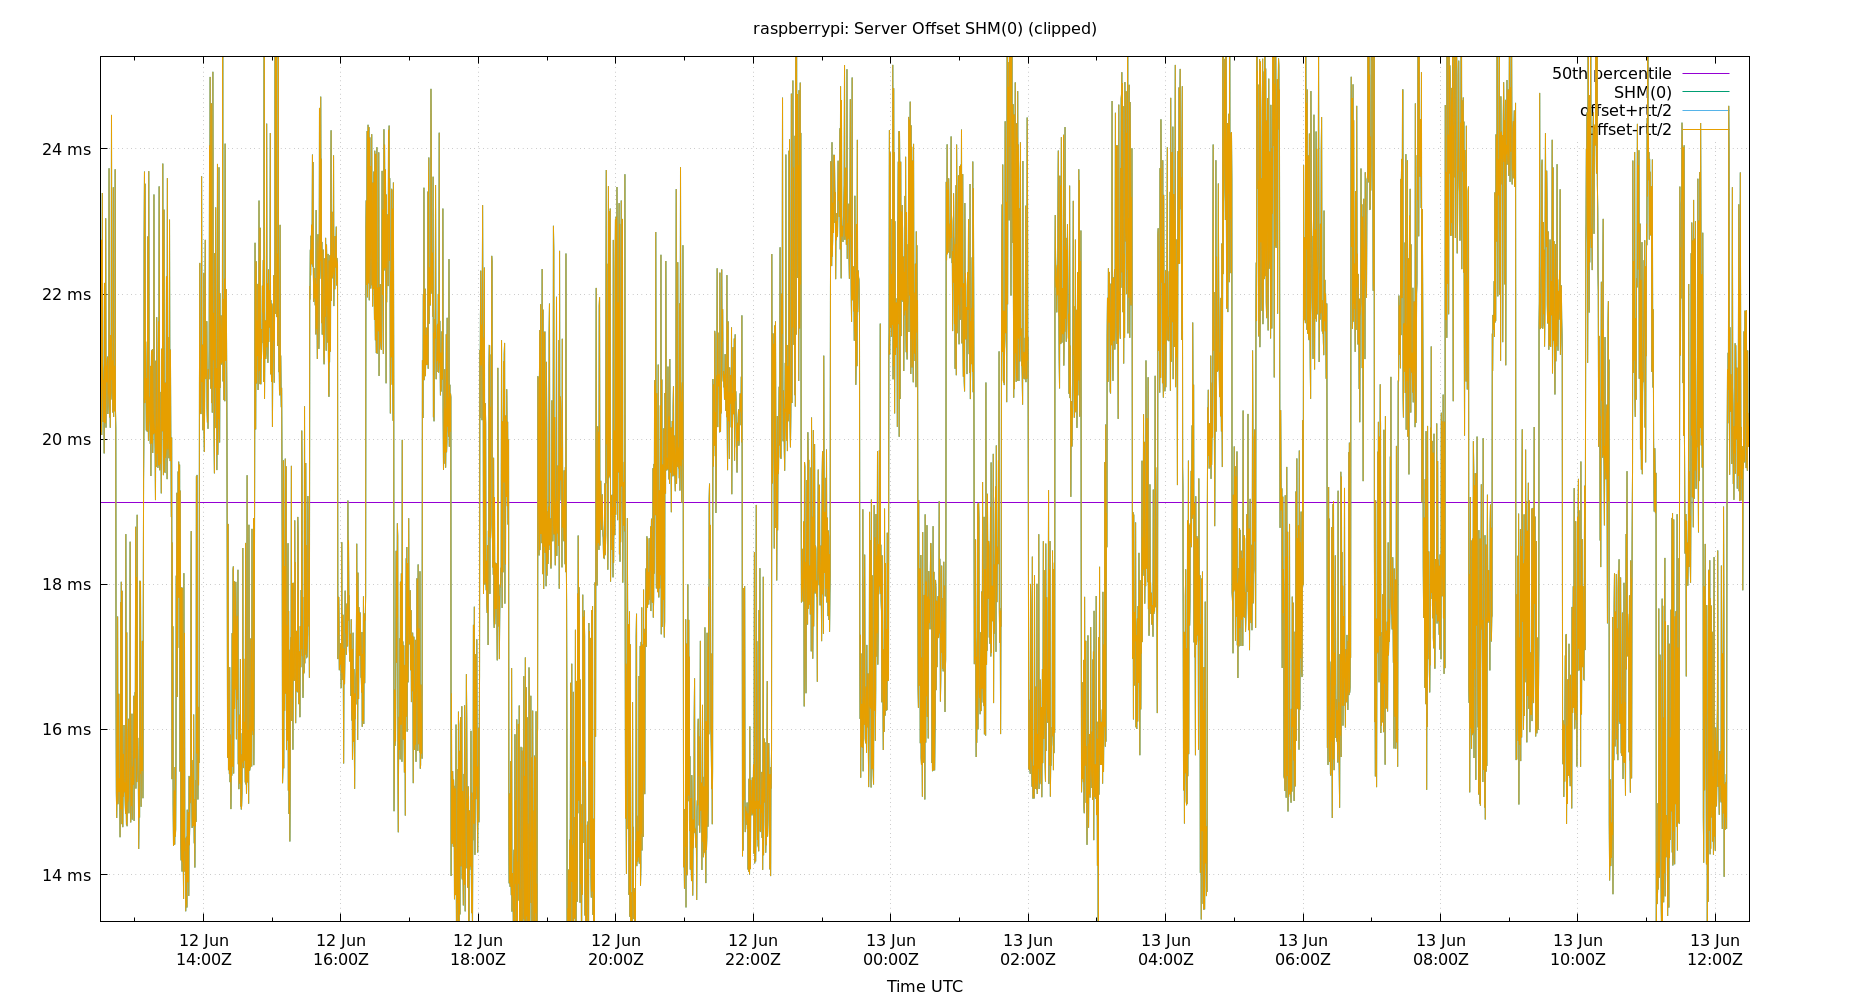 raspberrypi: Server Offset SHM(0) (clipped)
50th percentile
SHM(0)
offset+rtt/2
offset-rtt/2
24 ms
22 ms
20 ms
18 ms
16 ms
14 ms
12 Jun 12 Jun 12 Jun 12 Jun 12 Jun 13 Jun 13 Jun 13 Jun 13 Jun 13 Jun 13 Jun 13 Jun
14:00Z 16:00Z 18:00Z 20:00Z 22:00Z 00:00Z 02:00Z 04:00Z 06:00Z 08:00Z 10:00Z 12:00Z
Time UTC